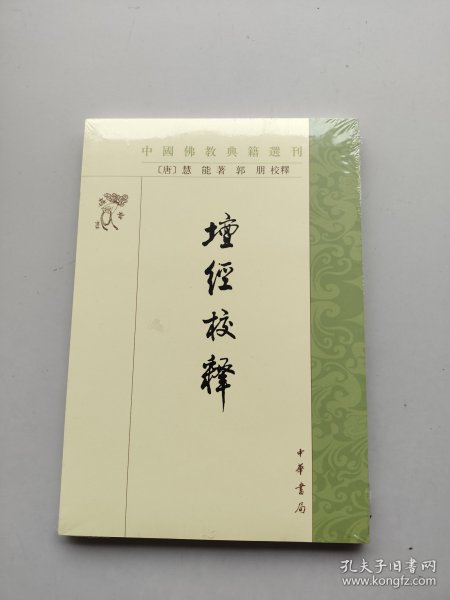 中國佛教典籍選刊
〔唐〕慧能著 郭朋校釋
壇經校釋
中華書局
孔夫子旧书网
www.kongfz.com